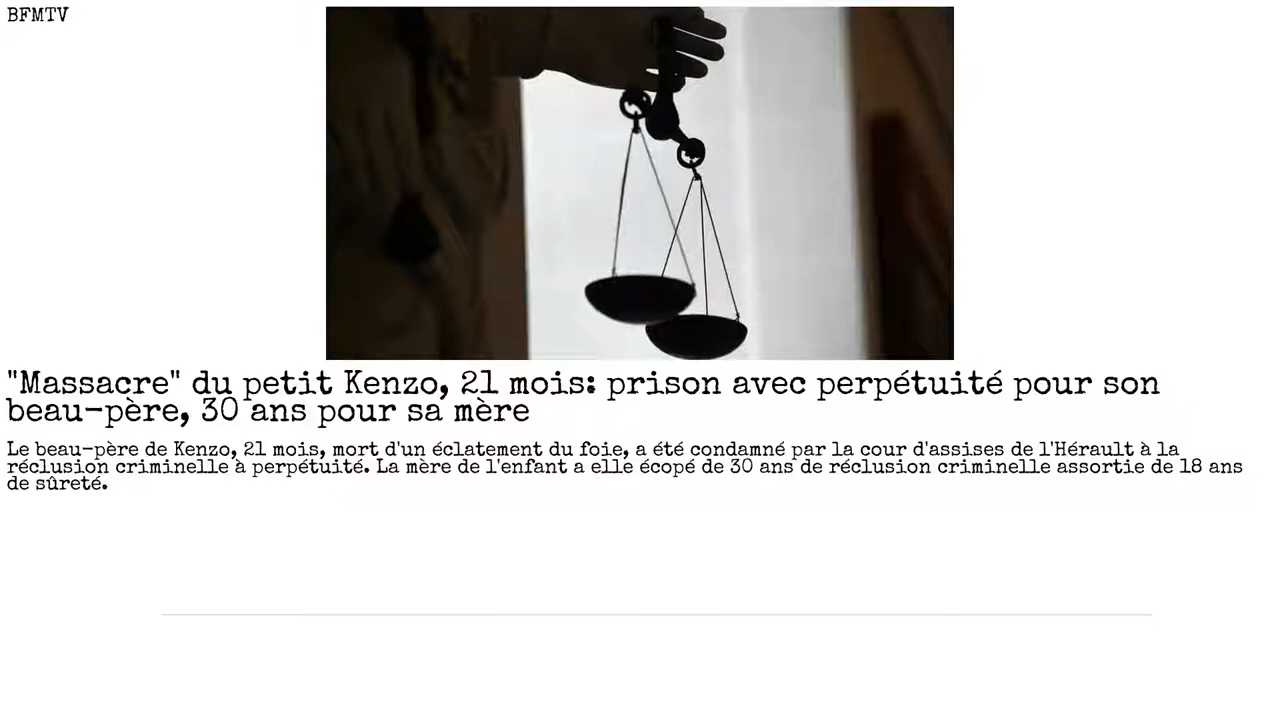 BFMTV
"Massacre" du petit Kenzo, 21 mois: prison avec perpétuité pour son
beau-père, 30 ans pour sa mère
Le beau-père de Kenzo, 21 mois, mort d'un éclatement du foie, a été condamné par la cour d'assises de l'Hérault à la
réclusion criminelle à perpétuité. La mère de l'enfant a elle écopé de 30 ans de réclusion criminelle assortie de 18 ans
de sûreté.